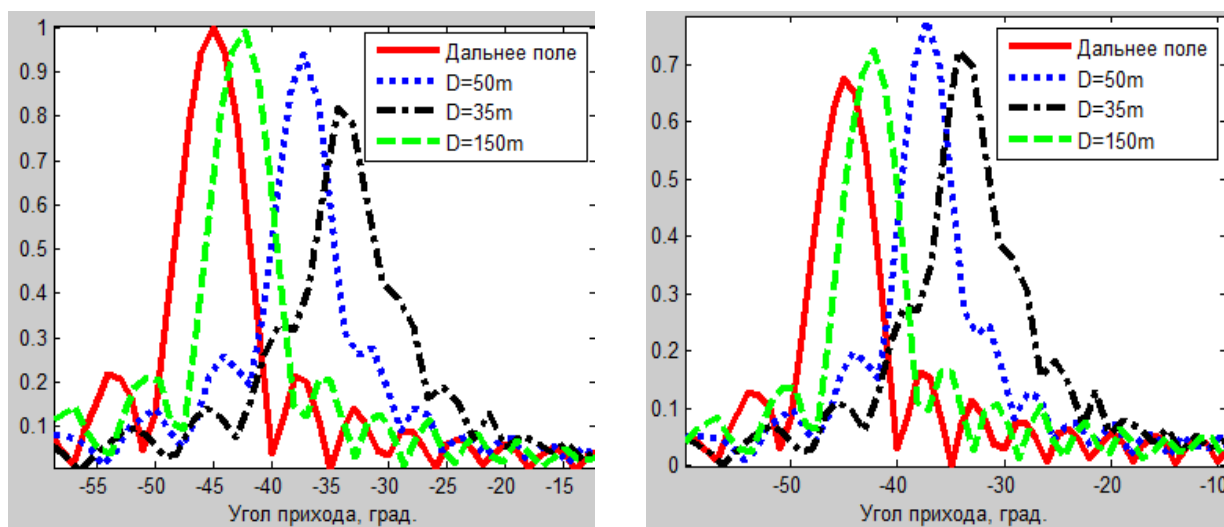 1
0.9
0.8
0.7
0.6
0.5
0.4
0.3
0.2
0.1
-55 -50 -45 -40 -35 -30 -25 -20 -15
Угол прихода, град.
Дальнее поле
D=50m
D=35m
D=150m
0.7
0.6
0.5
0.4
0.3
0.2
0.1
0
-50 -40 -30 -20 -10
Угол прихода, град.
Дальнее поле
D=50m
D=35m
D=150m